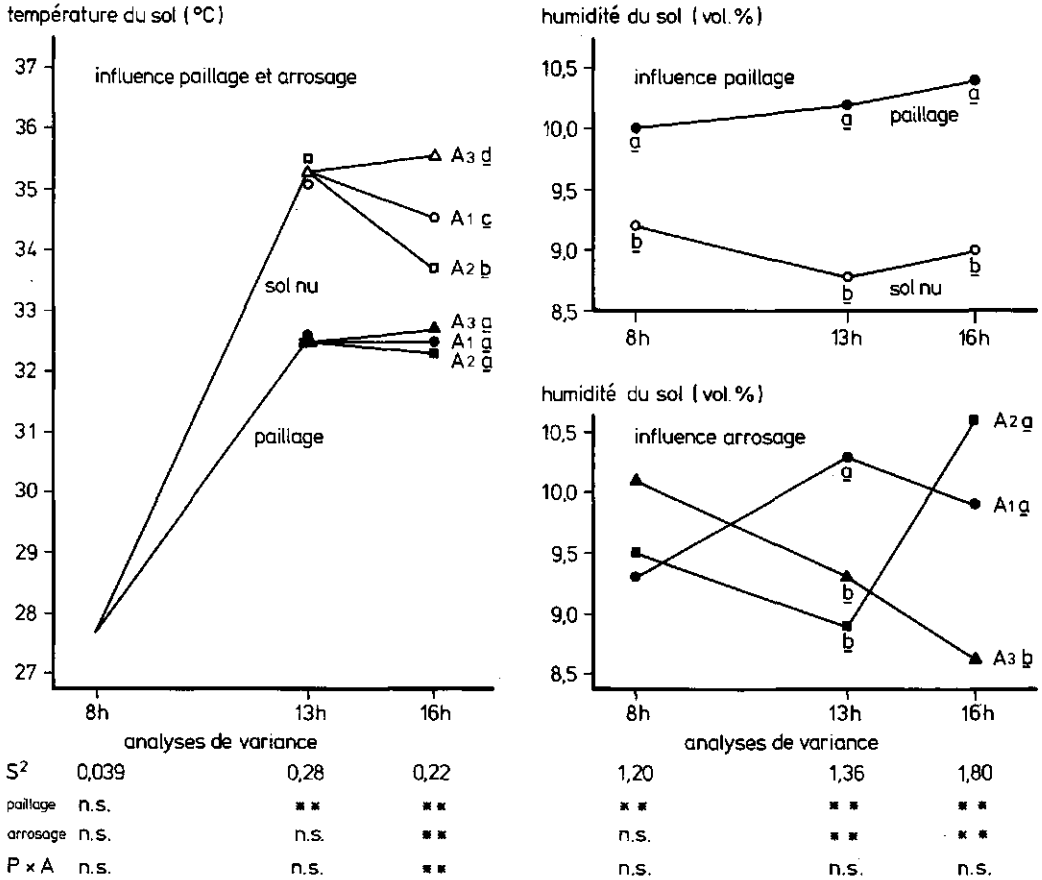 température du sol (°C)
37
36
35
34
33
32
31
30
29
28
27
influence paillage et arrosage
A3 d
A1 c
A2 b
sol nu
A3 a
A1 a
A2 a
paillage
8h 13h 16h
humidité du sol (vol.%)
10,5
10,0
9,5
9,0
8,5
influence paillage
a
a
a
paillage
b
b
b
sol nu
8h 13h 16h
humidité du sol (vol.%)
10,5
10,0
9,5
9,0
8,5
influence arrosage
A2 a
a
A1 a
b
b
A3 b
8h 13h 16h
analyses de variance analyses de variance
S² 0,039 0,28 0,22 1,20 1,36 1,80
paillage n.s. ** ** ** ** **
arrosage n.s. n.s. ** n.s. ** **
P x A n.s. n.s. ** n.s. n.s. n.s.